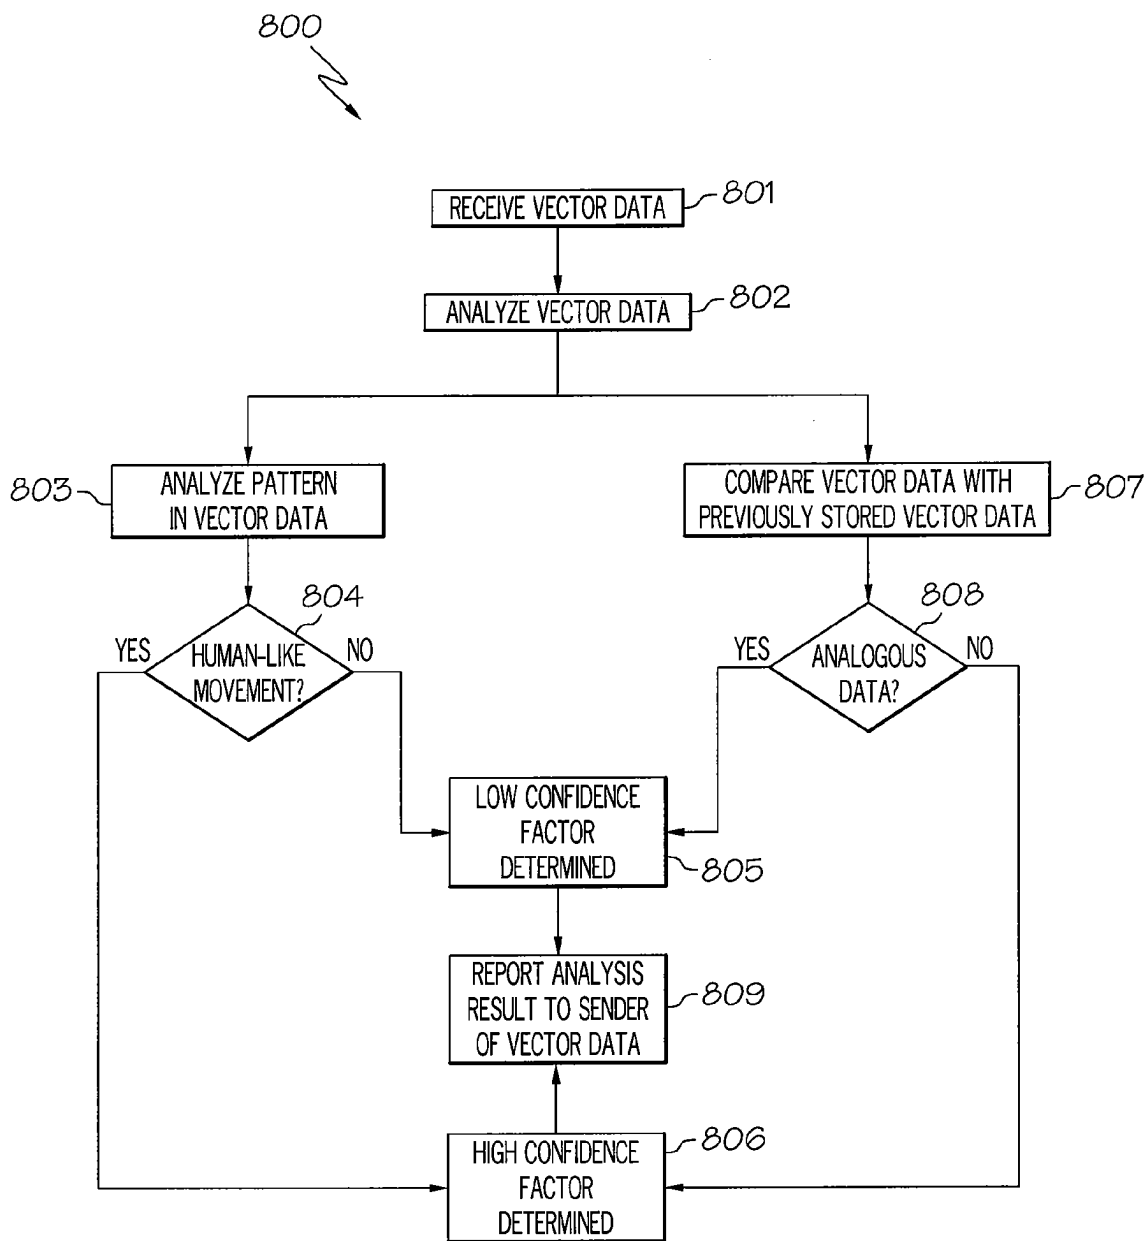 800
RECEIVE VECTOR DATA
801
ANALYZE VECTOR DATA
802
803
ANALYZE PATTERN
IN VECTOR DATA
COMPARE VECTOR DATA WITH
PREVIOUSLY STORED VECTOR DATA
807
804
YES
HUMAN-LIKE
MOVEMENT?
NO
808
YES
ANALOGOUS
DATA?
NO
LOW CONFIDENCE
FACTOR
DETERMINED
805
REPORT ANALYSIS
RESULT TO SENDER
OF VECTOR DATA
809
HIGH CONFIDENCE
FACTOR
DETERMINED
806